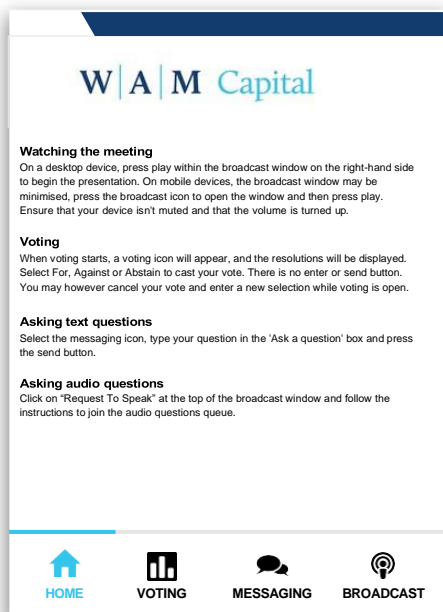 W|A|M Capital
Watching the meeting
On a desktop device, press play within the broadcast window on the right-hand side
to begin the presentation. On mobile devices, the broadcast window may be
minimised, press the broadcast icon to open the window and then press play.
Ensure that your device isn't muted and that the volume is turned up.
Voting
When voting starts, a voting icon will appear, and the resolutions will be displayed.
Select For, Against or Abstain to cast your vote. There is no enter or send button.
You may however cancel your vote and enter a new selection while voting is open.
Asking text questions
Select the messaging icon, type your question in the 'Ask a question' box and press
the send button.
Asking audio questions
Click on “Request To Speak” at the top of the broadcast window and follow the
instructions to join the audio questions queue.
HOME VOTING MESSAGING BROADCAST